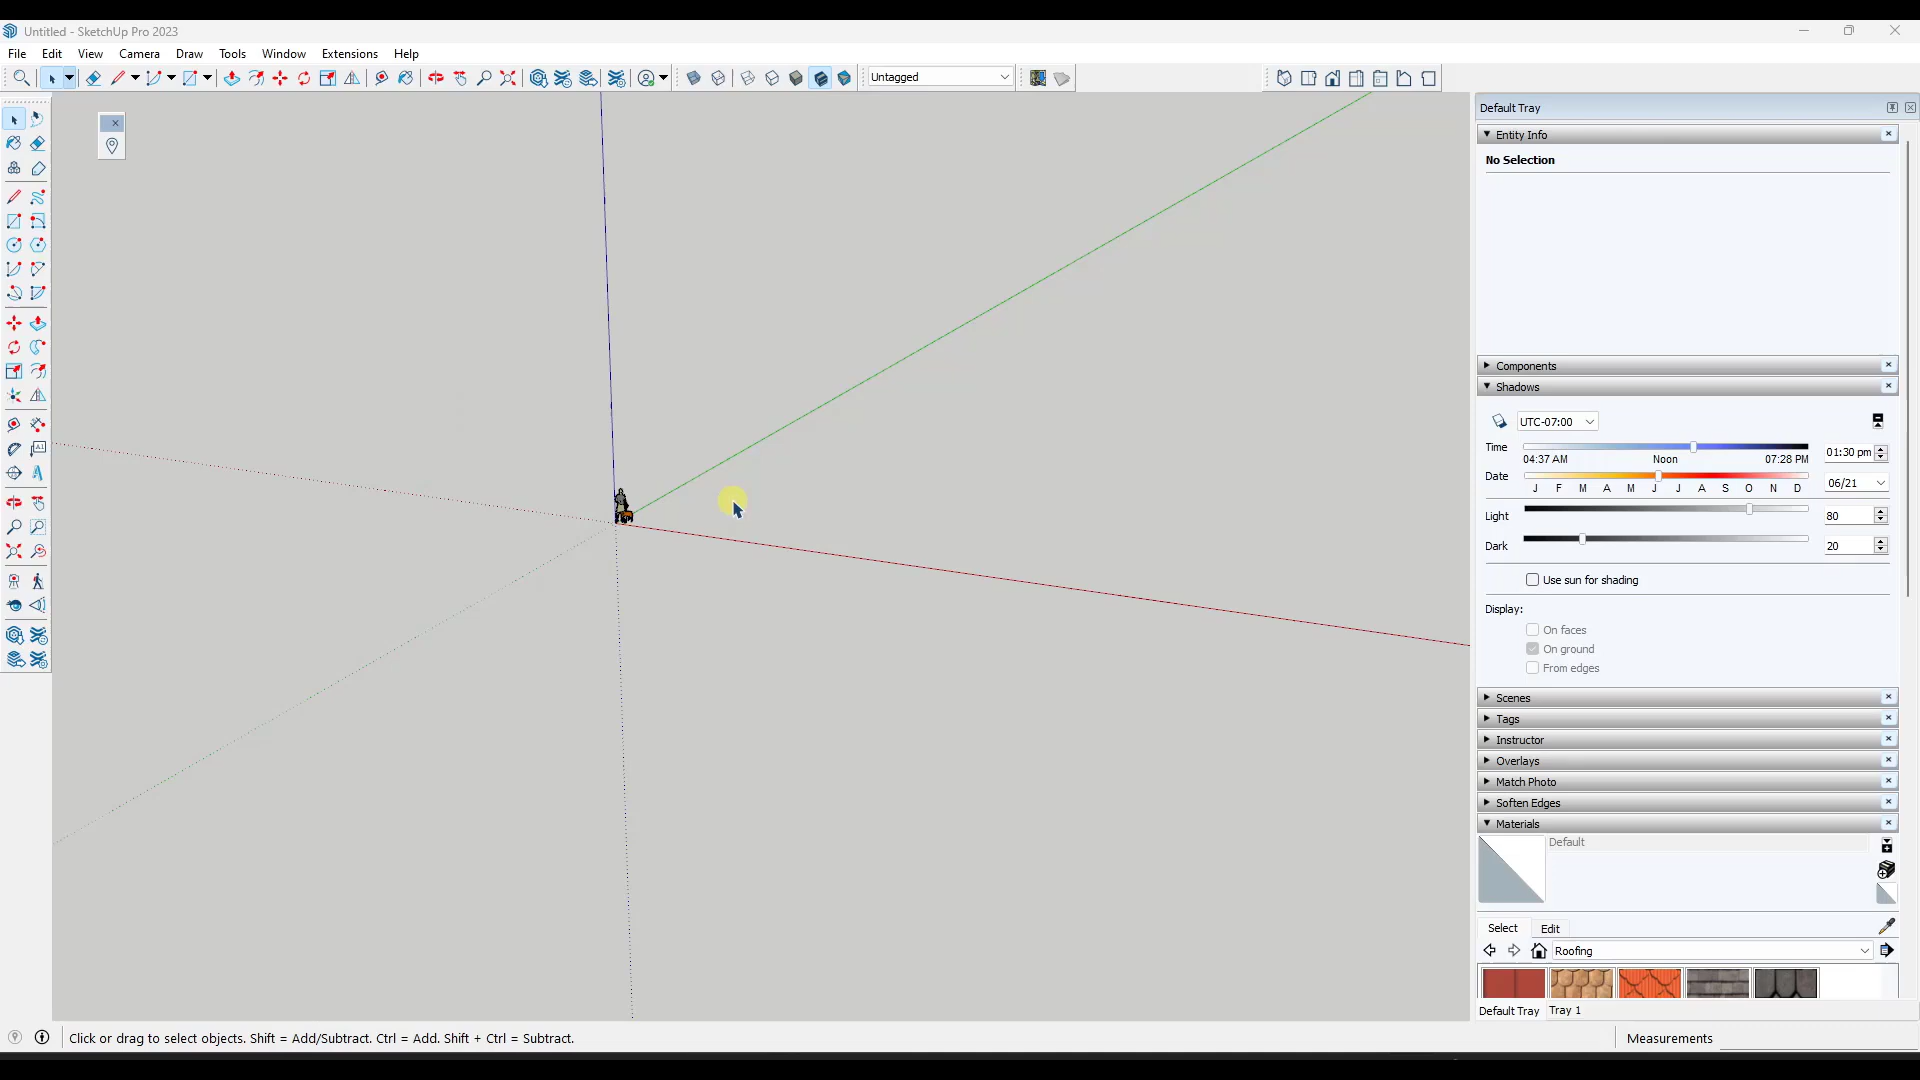 Untitled - SketchUp Pro 2023
File Edit View Camera Draw Tools Window Extensions Help
Untagged
Default Tray
Entity Info
No Selection
Components
Shadows
UTC-07:00
Time
04:37 AM Noon 07:28 PM
01:30 pm
Date
J F M A M J J A S O N D
06/21
Light
80
Dark
20
Use sun for shading
Display:
On faces
On ground
From edges
Scenes
Tags
Instructor
Overlays
Match Photo
Soften Edges
Materials
Default
Select Edit
Roofing
Default Tray Tray 1
Click or drag to select objects. Shift = Add/Subtract. Ctrl = Add. Shift + Ctrl = Subtract.
Measurements